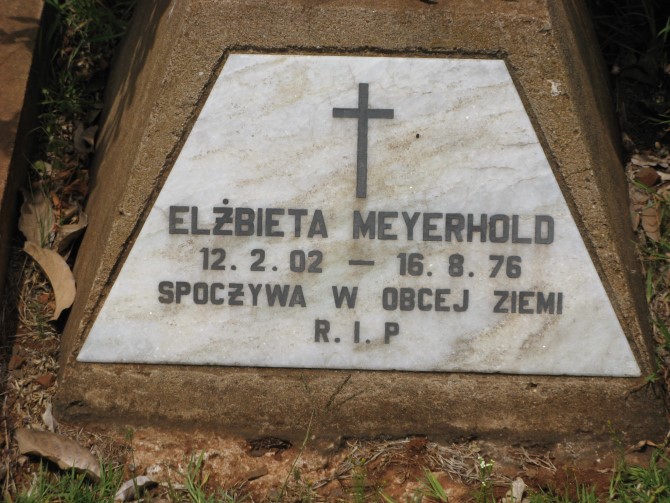 ELŻBIETA MEYERHOLD
12. 2. 02 — 16. 8. 76
SPOCZYWA W OBCEJ ZIEMI
R. I. P